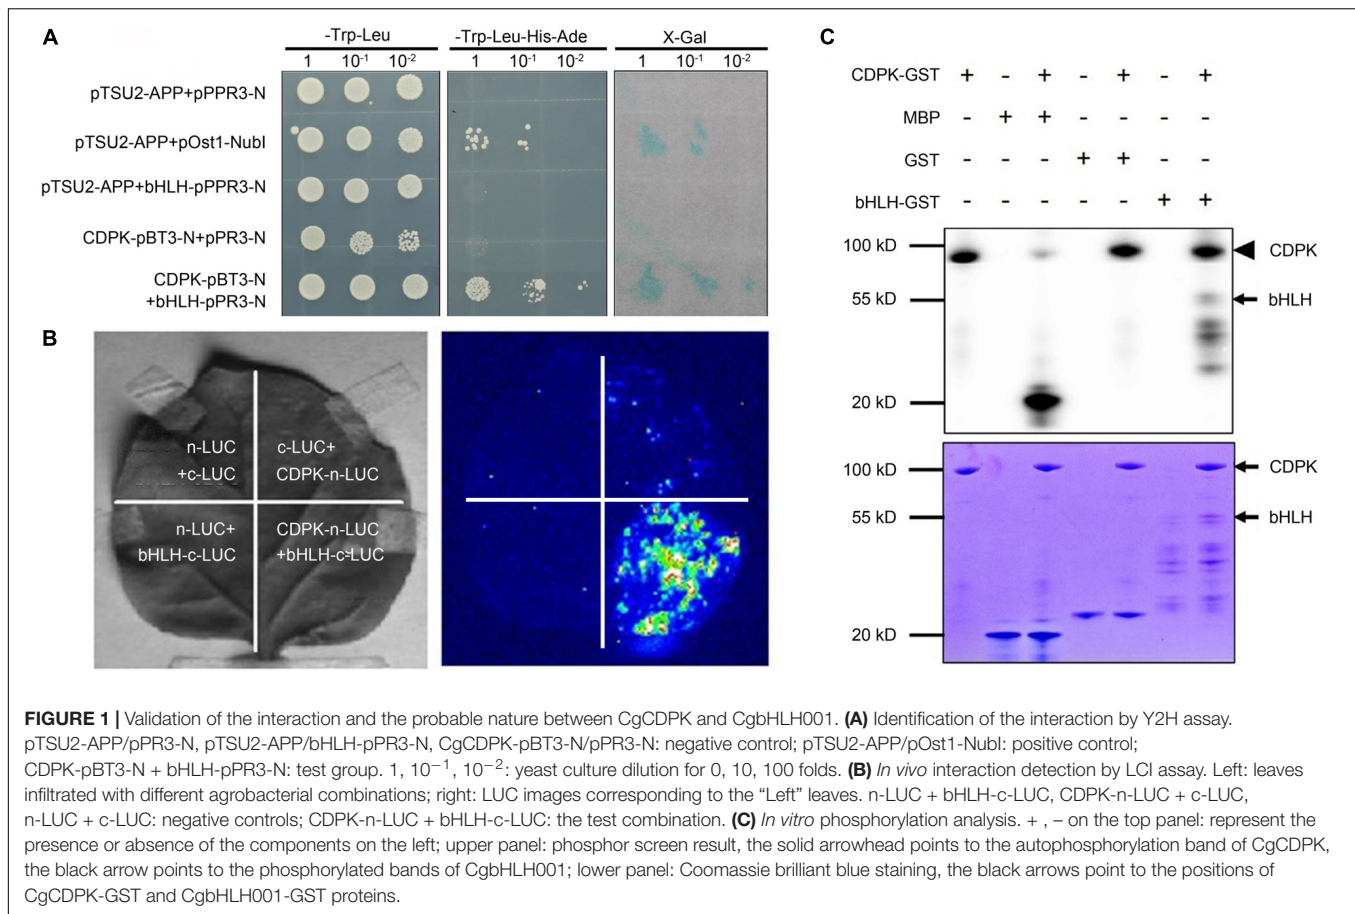 A
-Trp-Leu -Trp-Leu-His-Ade X-Gal
1 10-1 10-2 1 10-1 10-2 1 10-1 10-2
pTSU2-APP+pPPR3-N
pTSU2-APP+pOst1-NubI
pTSU2-APP+bHLH-pPPR3-N
CDPK-pBT3-N+pPR3-N
CDPK-pBT3-N
+bHLH-pPR3-N
B
n-LUC
+c-LUC
c-LUC+
CDPK-n-LUC
n-LUC+
bHLH-c-LUC
CDPK-n-LUC
+bHLH-c-LUC
C
CDPK-GST + - + - + - +
MBP - + + - - - -
GST - - - + + - -
bHLH-GST - - - - - + +
100 kD CDPK
55 kD bHLH
20 kD
100 kD CDPK
55 kD bHLH
20 kD
FIGURE 1 | Validation of the interaction and the probable nature between CgCDPK and CgbHLH001. (A) Identification of the interaction by Y2H assay.
pTSU2-APP/pPR3-N, pTSU2-APP/bHLH-pPR3-N, CgCDPK-pBT3-N/pPR3-N: negative control; pTSU2-APP/pOst1-NubI: positive control;
CDPK-pBT3-N + bHLH-pPR3-N: test group. 1, 10−1, 10−2: yeast culture dilution for 0, 10, 100 folds. (B) In vivo interaction detection by LCI assay. Left: leaves
infiltrated with different agrobacterial combinations; right: LUC images corresponding to the “Left” leaves. n-LUC + bHLH-c-LUC, CDPK-n-LUC + c-LUC,
n-LUC + c-LUC: negative controls; CDPK-n-LUC + bHLH-c-LUC: the test combination. (C) In vitro phosphorylation analysis. + , – on the top panel: represent the
presence or absence of the components on the left; upper panel: phosphor screen result, the solid arrowhead points to the autophosphorylation band of CgCDPK,
the black arrow points to the phosphorylated bands of CgbHLH001; lower panel: Coomassie brilliant blue staining, the black arrows point to the positions of
CgCDPK-GST and CgbHLH001-GST proteins.